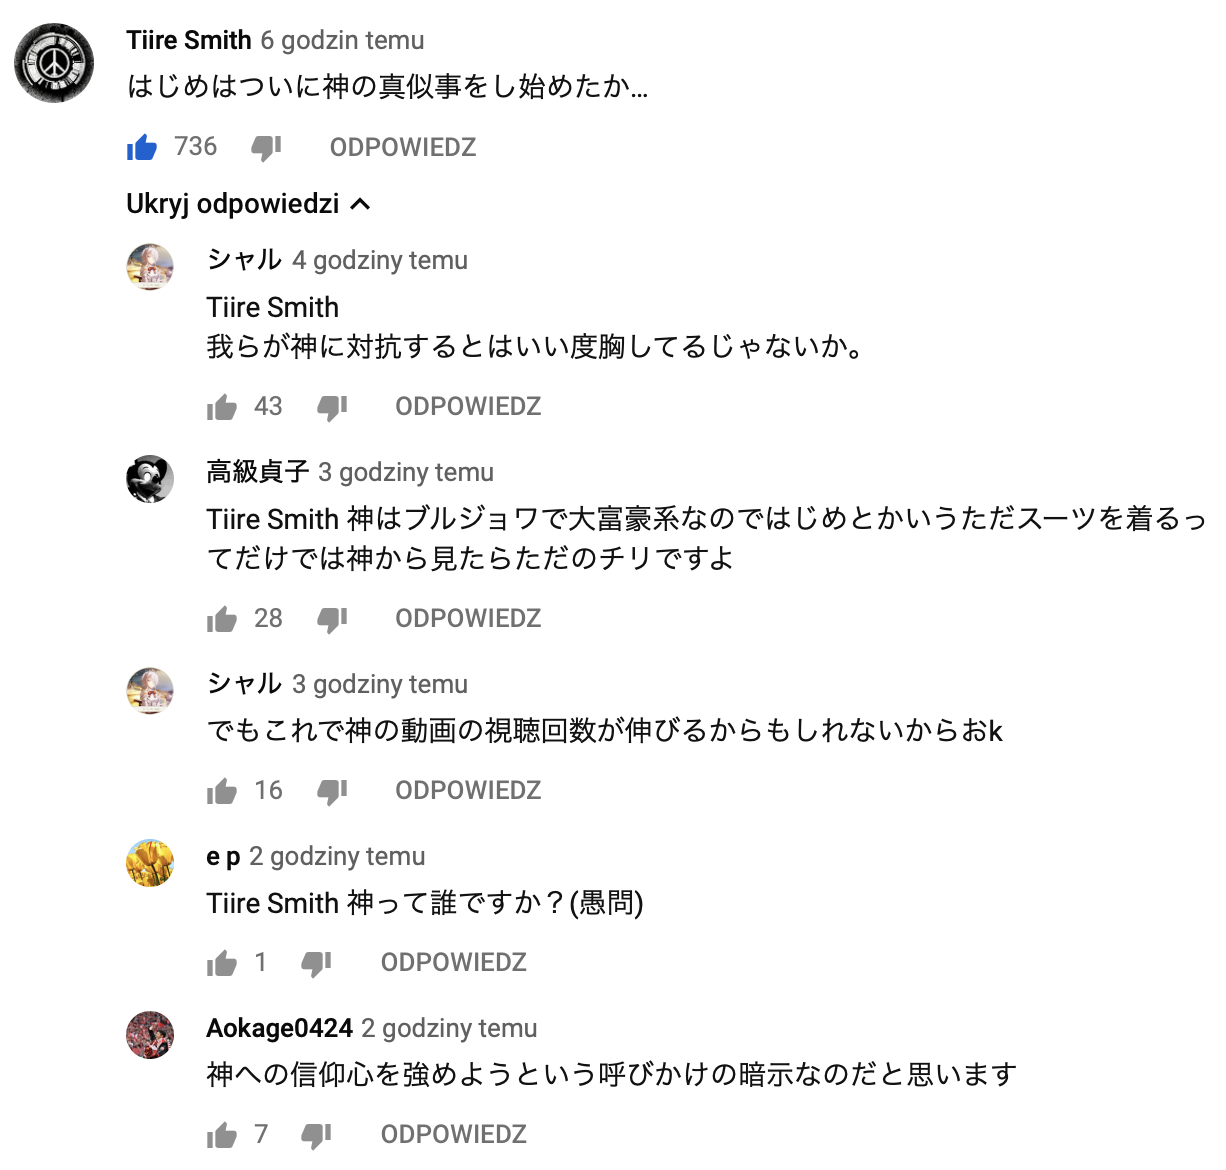 Tiire Smith 6 godzin temu
はじめはついに神の真似事をし始めたか...
736 ODPOWIEDZ
Ukryj odpowiedzi
シャル 4 godziny temu
Tiire Smith
我らが神に対抗するとはいい度胸してるじゃないか。
43 ODPOWIEDZ
高級貞子 3 godziny temu
Tiire Smith 神はブルジョワで大富豪系なのではじめとかいうただスーツを着るっ
てだけでは神から見たらただのチリですよ
28 ODPOWIEDZ
シャル 3 godziny temu
でもこれで神の動画の視聴回数が伸びるからもしれないからおk
16 ODPOWIEDZ
e p 2 godziny temu
Tiire Smith 神って誰ですか？(愚問)
1 ODPOWIEDZ
Aokage0424 2 godziny temu
神への信仰心を強めようという呼びかけの暗示なのだと思います
7 ODPOWIEDZ